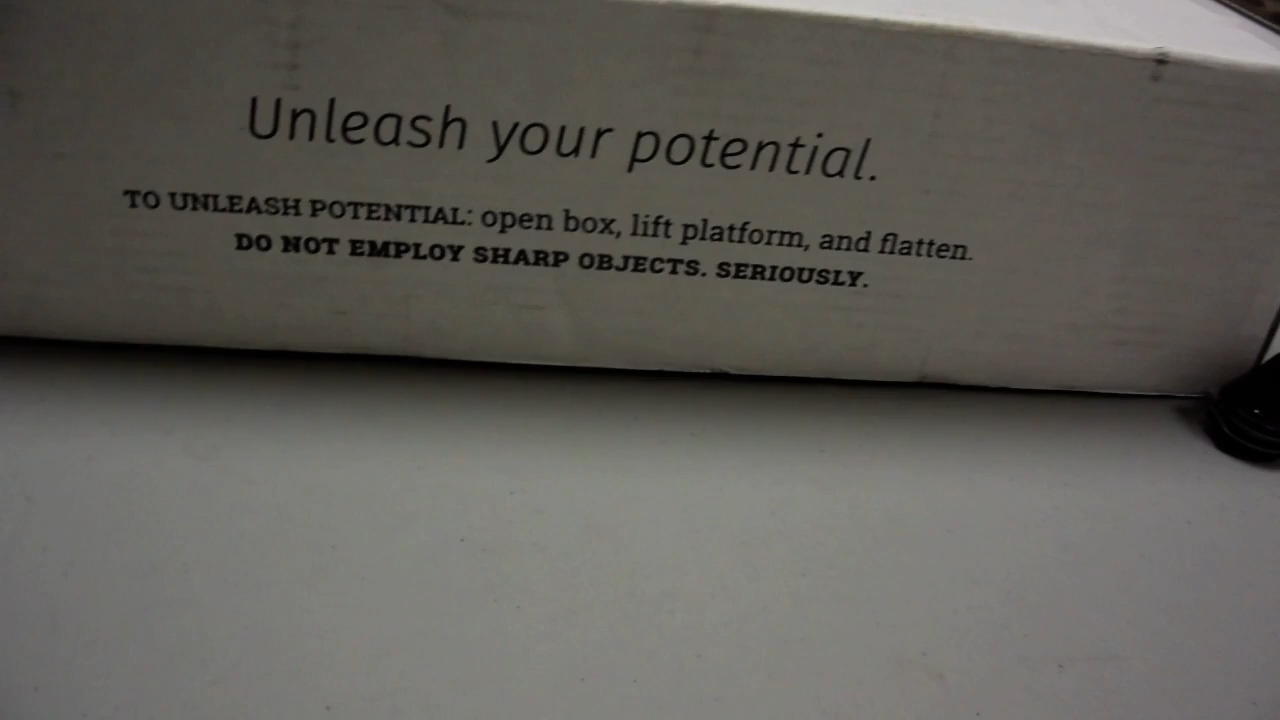 Unleash your potential.
TO UNLEASH POTENTIAL: open box, lift platform, and flatten.
DO NOT EMPLOY SHARP OBJECTS. SERIOUSLY.